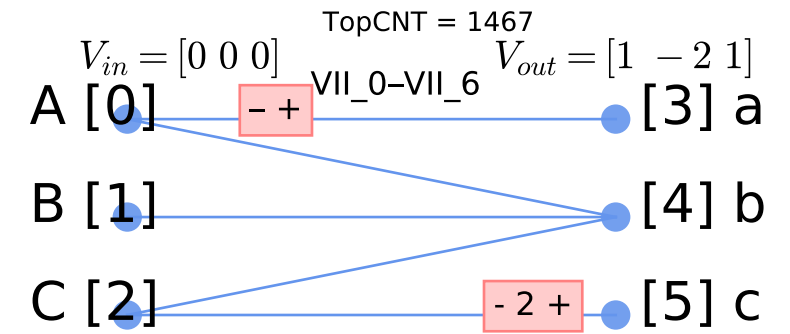 TopCNT = 1467
V_in = [0 0 0]
V_out = [1 −2 1]
VII_0–VII_6
A [0]
– +
[3] a
B [1]
[4] b
C [2]
- 2 +
[5] c